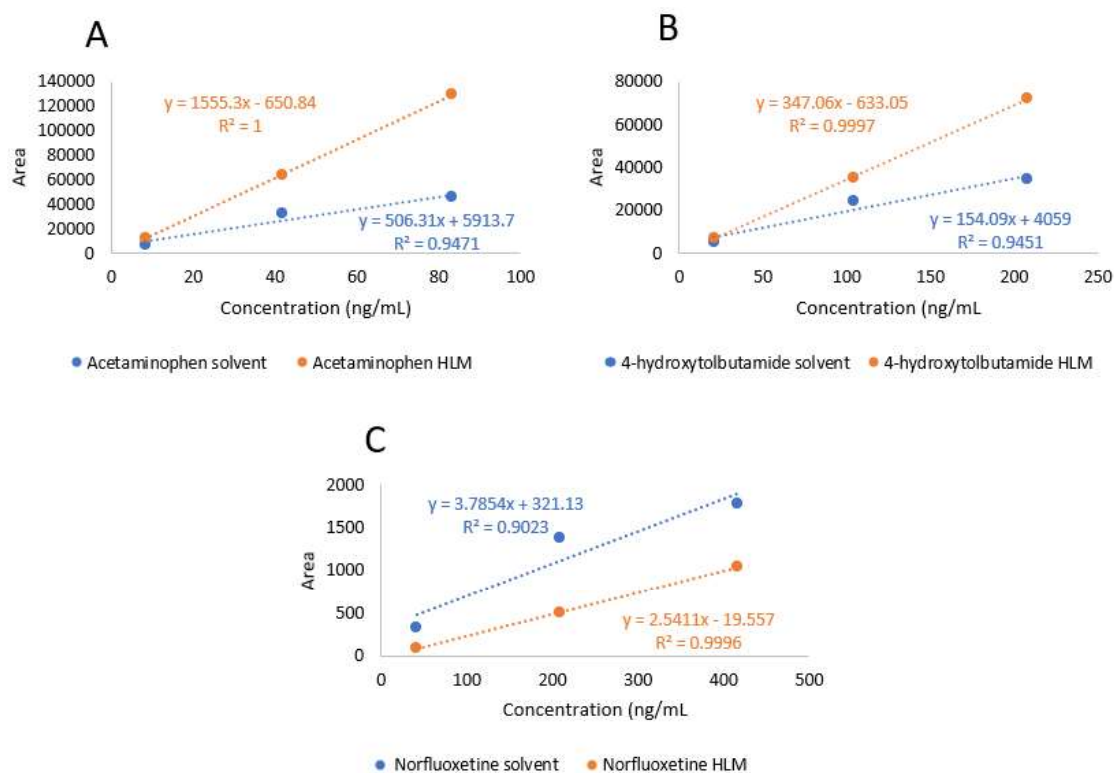 A
140000
120000
100000
80000
60000
40000
20000
0
Area
y = 1555.3x - 650.84
R² = 1
y = 506.31x + 5913.7
R² = 0.9471
0 20 40 60 80 100
Concentration (ng/mL)
Acetaminophen solvent Acetaminophen HLM
B
80000
60000
40000
20000
0
Area
y = 347.06x - 633.05
R² = 0.9997
y = 154.09x + 4059
R² = 0.9451
0 50 100 150 200 250
Concentration (ng/mL
4-hydroxytolbutamide solvent 4-hydroxytolbutamide HLM
C
2000
1500
1000
500
0
Area
y = 3.7854x + 321.13
R² = 0.9023
y = 2.5411x - 19.557
R² = 0.9996
0 100 200 300 400 500
Concentration (ng/mL
Norfluoxetine solvent Norfluoxetine HLM